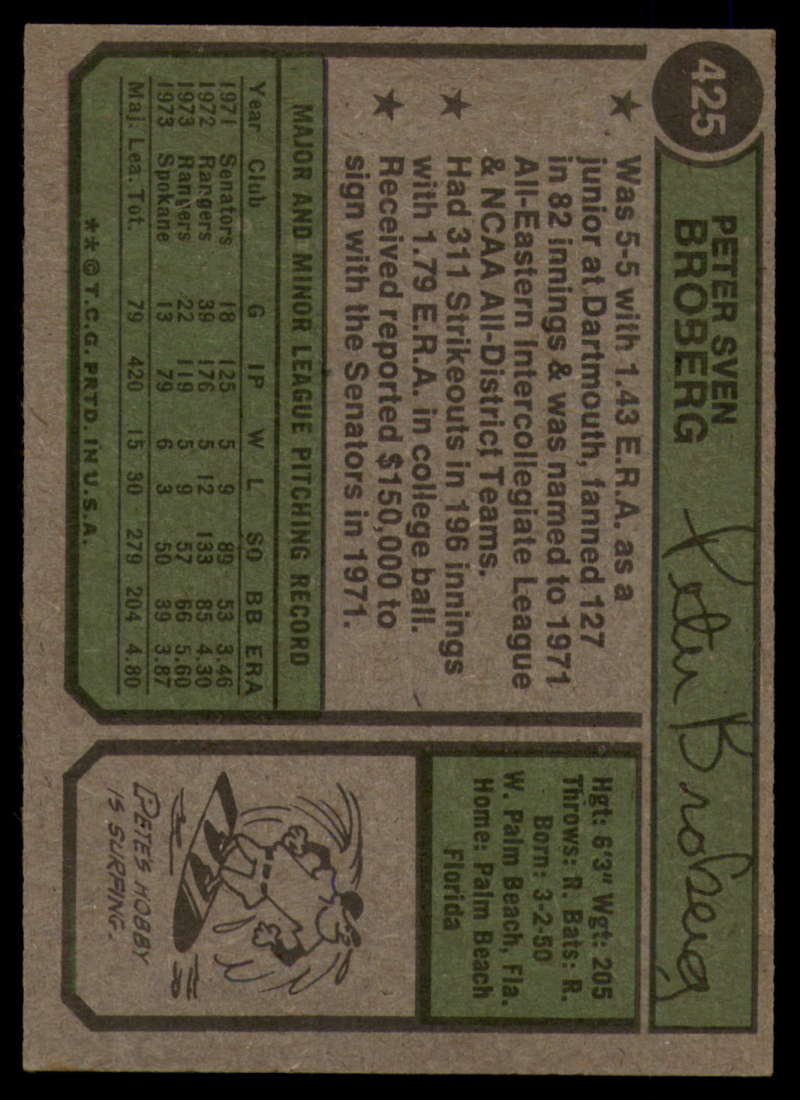 425
PETER SVEN
BROBERG
Peter Broberg
★ Was 5-5 with 1.43 E.R.A. as a
junior at Dartmouth, fanned 127
in 82 innings & was named to 1971
All-Eastern Intercollegiate League
& NCAA All-District Teams.
★ Had 311 Strikeouts in 196 innings
with 1.79 E.R.A. in college ball.
★ Received reported $150,000 to
sign with the Senators in 1971.
MAJOR AND MINOR LEAGUE PITCHING RECORD
Year Club G IP W L SO BB ERA
1971 Senators 18 125 5 9 89 53 3.46
1972 Rangers 39 176 5 12 133 85 4.30
1973 Rangers 22 119 5 9 57 66 5.60
1973 Spokane 13 79 6 3 50 39 3.87
Maj. Lea. Tot. 79 420 15 30 279 204 4.80
**©T.C.G. PRTD. IN U.S.A.
Hgt: 6'3" Wgt: 205
Throws: R. Bats: R.
Born: 3-2-50
W. Palm Beach, Fla.
Home: Palm Beach
Florida
PETE'S HOBBY
IS SURFING.